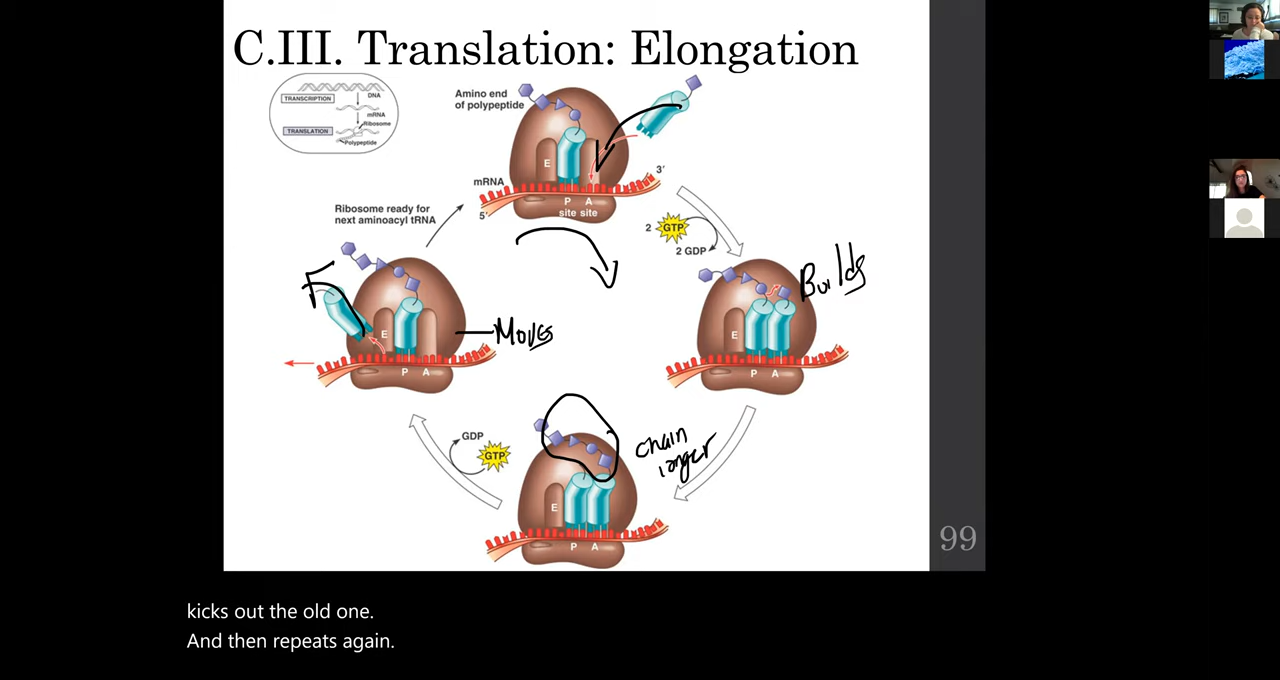 C.III. Translation: Elongation
TRANSCRIPTION
DNA
mRNA
Ribosome
TRANSLATION
Polypeptide
Amino end
of polypeptide
E
mRNA
3′
5′
P A
site site
2 GTP
2 GDP
Ribosome ready for
next aminoacyl tRNA
E
P A
Moves
Builds
E
P A
GDP
GTP
chain
longer
E
P A
99
kicks out the old one.
And then repeats again.